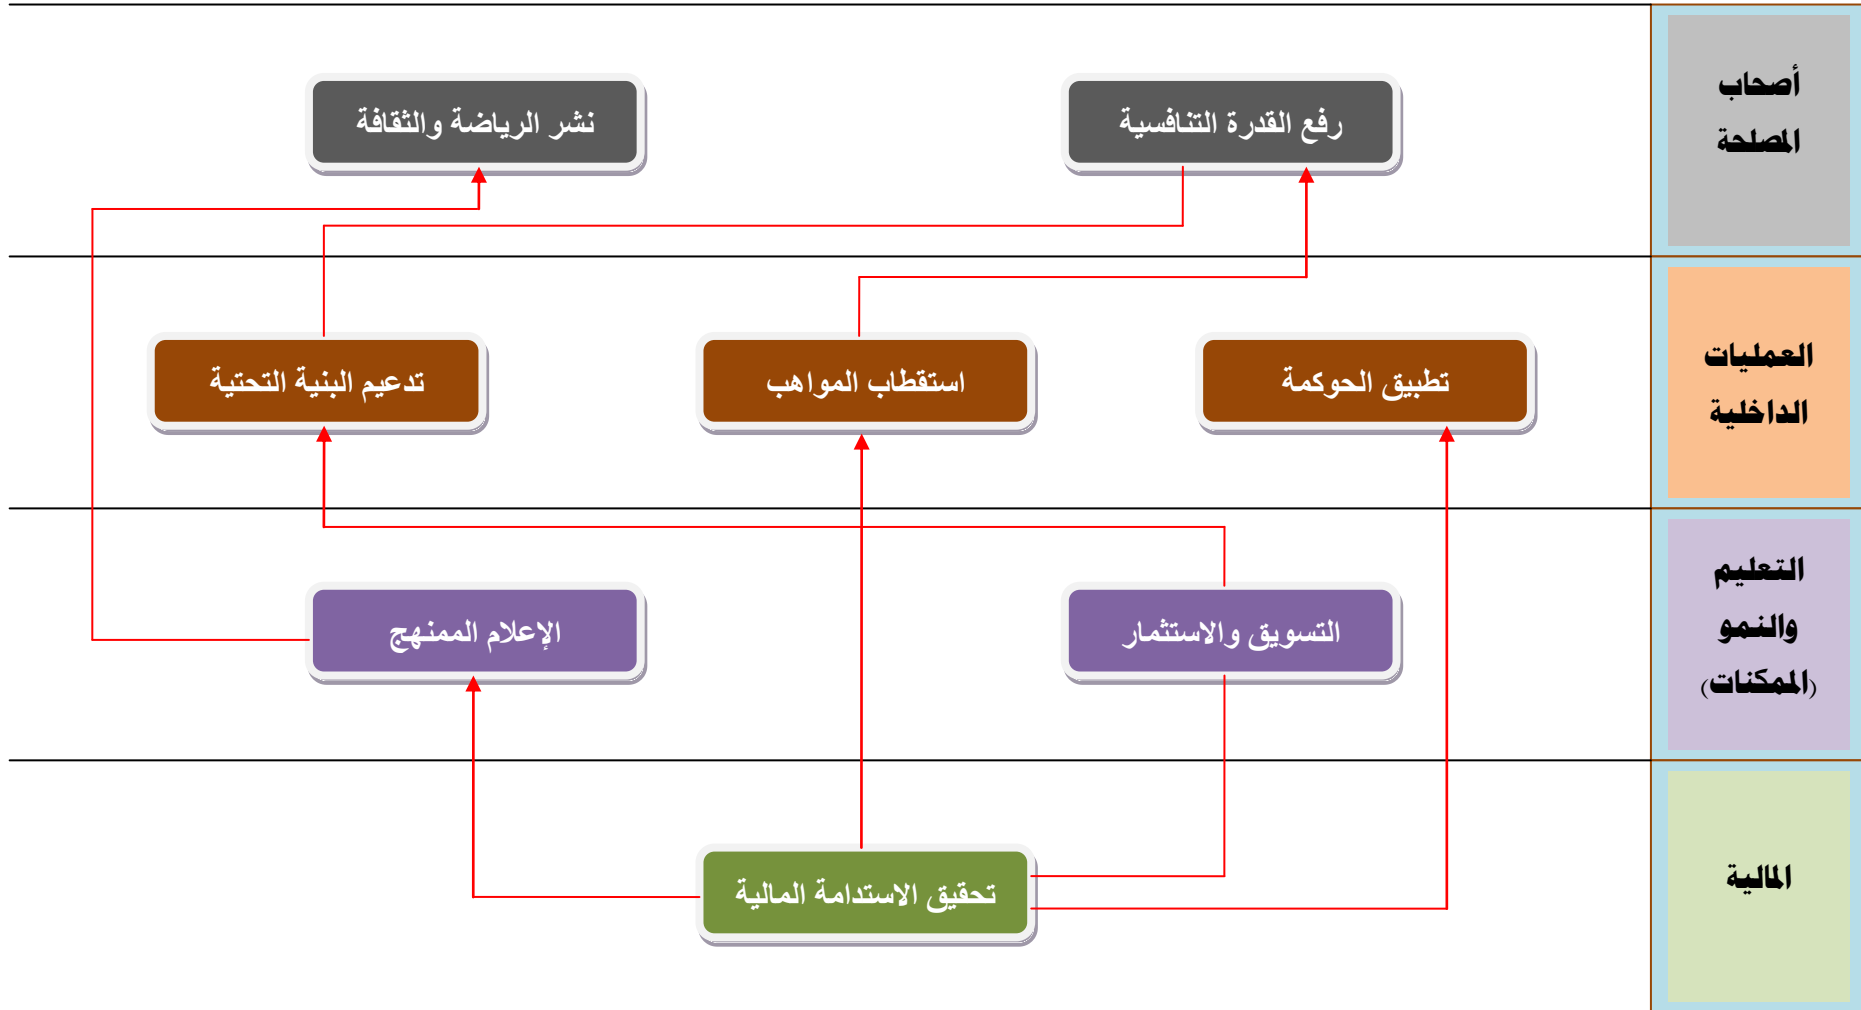 أصحاب
المصلحة
رفع القدرة التنافسية
نشر الرياضة والثقافة
العمليات
الداخلية
تطبيق الحوكمة
استقطاب المواهب
تدعيم البنية التحتية
التعليم
والنمو
(الممكنات)
التسويق والاستثمار
الإعلام الممنهج
المالية
تحقيق الاستدامة المالية